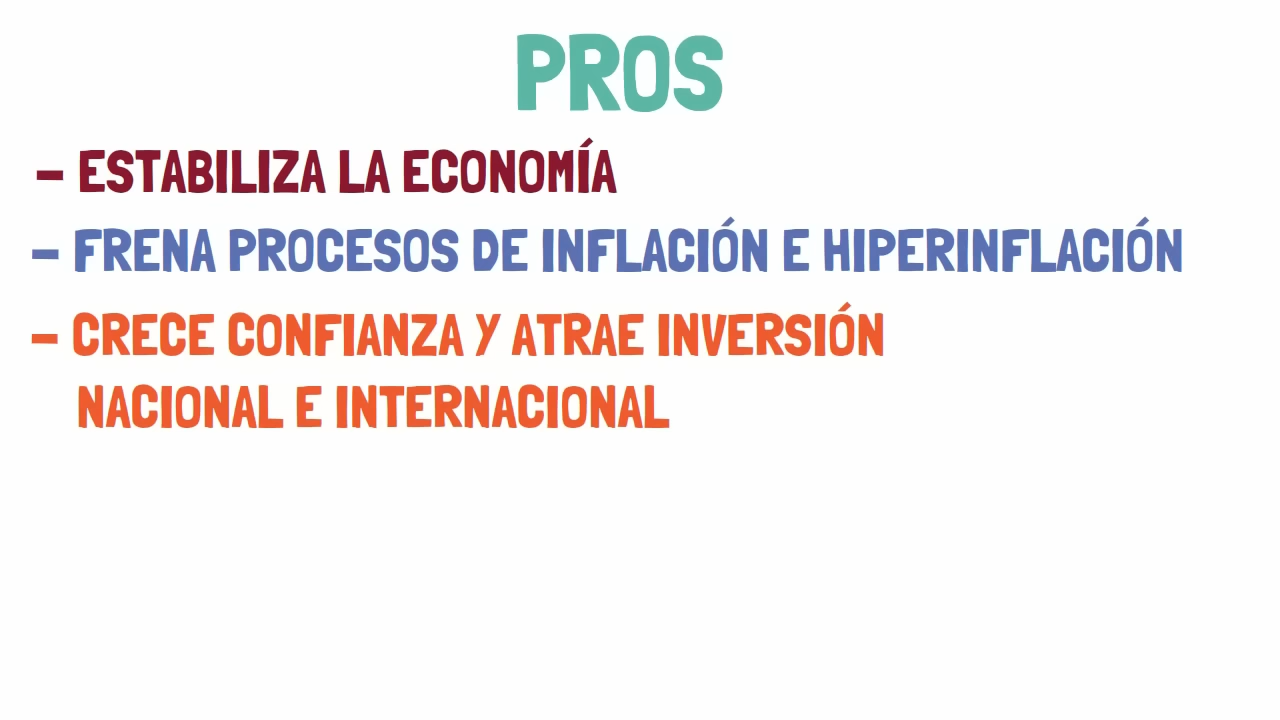 PROS
- ESTABILIZA LA ECONOMÍA
- FRENA PROCESOS DE INFLACIÓN E HIPERINFLACIÓN
- CRECE CONFIANZA Y ATRAE INVERSIÓN
NACIONAL E INTERNACIONAL